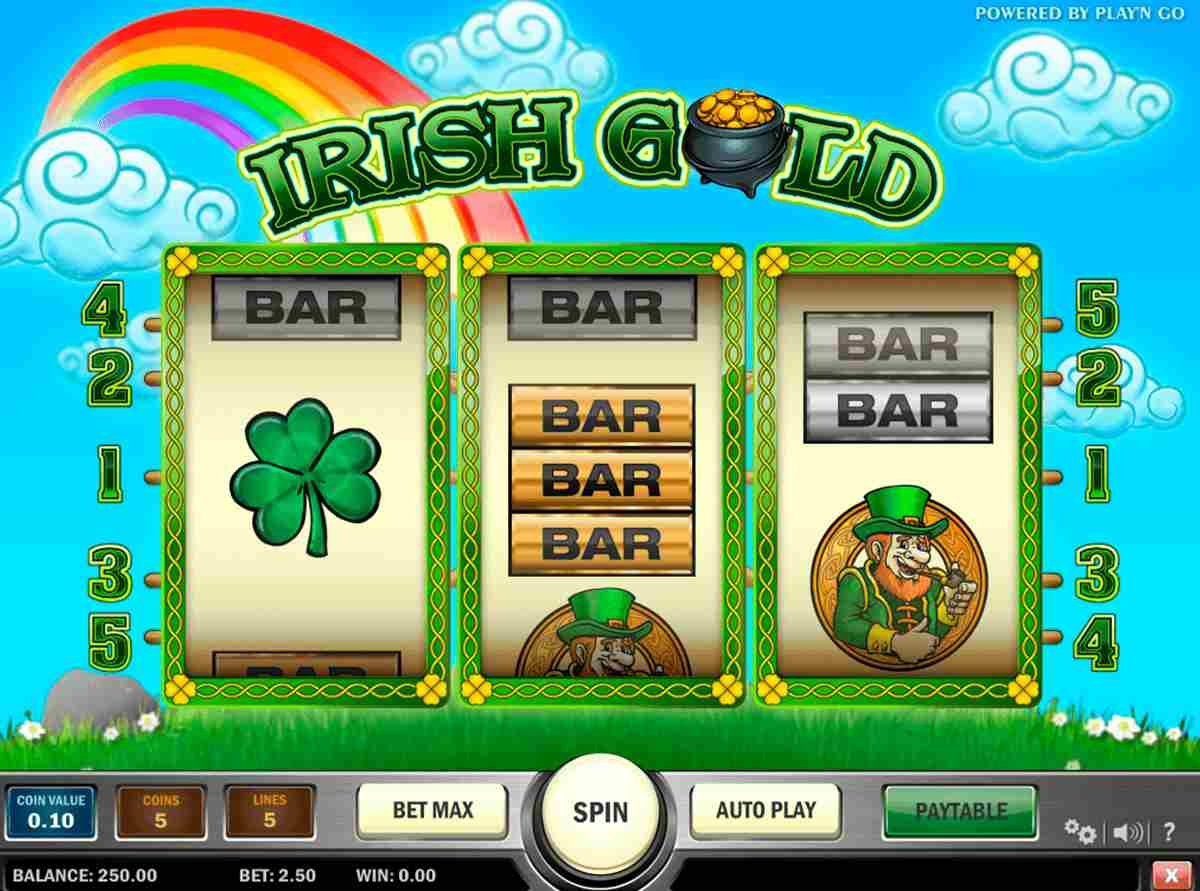 POWERED BY PLAY'N GO
IRISH GOLD
4
5
BAR
BAR
BAR
2
2
BAR
BAR
1
1
BAR
BAR
3
3
5
4
BAR
COIN VALUE
0.10
COINS
5
LINES
5
BET MAX
SPIN
AUTO PLAY
PAYTABLE
?
BALANCE: 250.00
BET: 2.50
WIN: 0.00
X